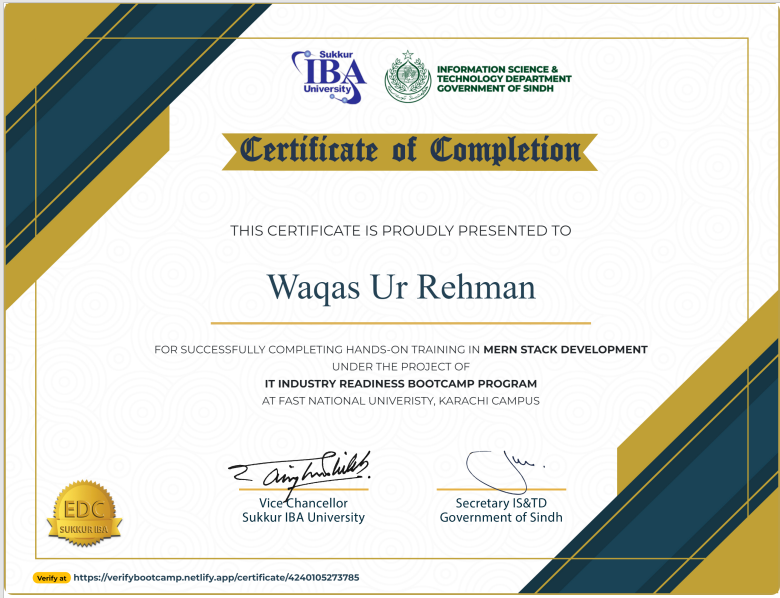 Sukkur
IBA
University
INFORMATION SCIENCE &
TECHNOLOGY DEPARTMENT
GOVERNMENT OF SINDH
Certificate of Completion
THIS CERTIFICATE IS PROUDLY PRESENTED TO
Waqas Ur Rehman
FOR SUCCESSFULLY COMPLETING HANDS-ON TRAINING IN MERN STACK DEVELOPMENT
UNDER THE PROJECT OF
IT INDUSTRY READINESS BOOTCAMP PROGRAM
AT FAST NATIONAL UNIVERISTY, KARACHI CAMPUS
Vice Chancellor
Sukkur IBA University
Secretary IS&TD
Government of Sindh
EDC
SUKKUR IBA
Verify at https://verifybootcamp.netlify.app/certificate/4240105273785